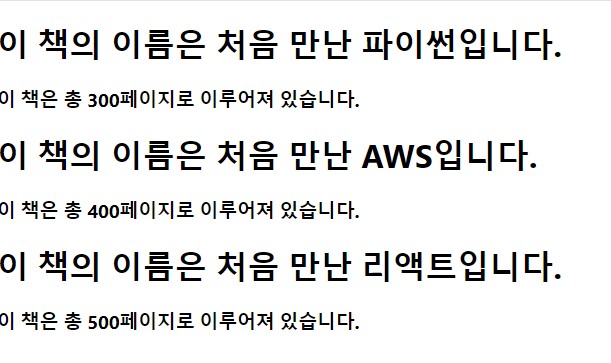 이 책의 이름은 처음 만난 파이썬입니다.
이 책은 총 300페이지로 이루어져 있습니다.
이 책의 이름은 처음 만난 AWS입니다.
이 책은 총 400페이지로 이루어져 있습니다.
이 책의 이름은 처음 만난 리액트입니다.
이 책은 총 500페이지로 이루어져 있습니다.